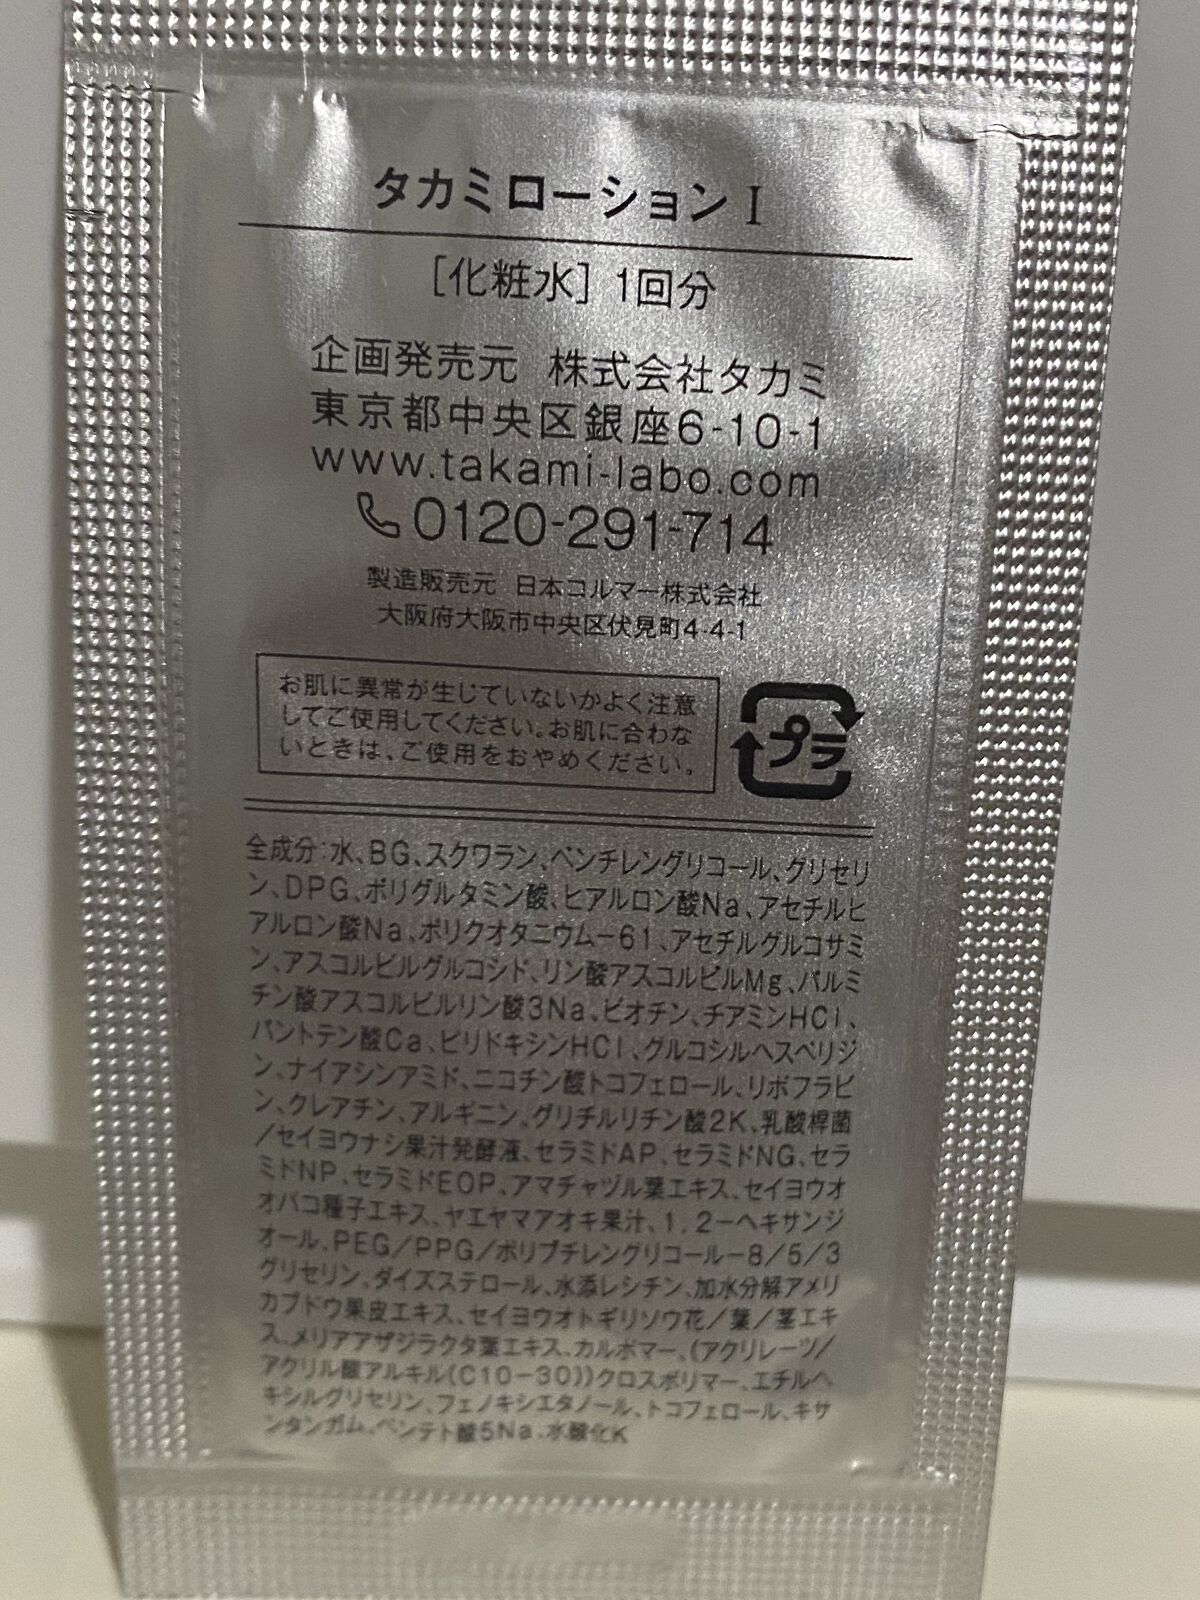 タカミローションⅠ
［化粧水］1回分
企画発売元 株式会社タカミ
東京都中央区銀座6-10-1
www.takami-labo.com
0120-291-714
製造販売元 日本コルマー株式会社
大阪府大阪市中央区伏見町4-4-1
お肌に異常が生じていないかよく注意
してご使用してください。お肌に合わな
いときは、ご使用をおやめください。
プラ
全成分：水、BG、スクワラン、ペンチレングリコール、グリセリ
ン、DPG、ポリグルタミン酸、ヒアルロン酸Na、アセチルヒ
アルロン酸Na、ポリクオタニウム－61、アセチルグルコサミ
ン、アスコルビルグルコシド、リン酸アスコルビルMg、パルミ
チン酸アスコルビルリン酸3Na、ビオチン、チアミンHCl、
パントテン酸Ca、ピリドキシンHCl、グルコシルヘスペリジ
ン、ナイアシンアミド、ニコチン酸トコフェロール、リボフラビ
ン、クレアチン、アルギニン、グリチルリチン酸2K、乳酸桿菌
／セイヨウナシ果汁発酵液、セラミドAP、セラミドNG、セラ
ミドNP、セラミドEOP、アマチャヅル葉エキス、セイヨウオ
オバコ種子エキス、ヤエヤマアオキ果汁、1,2－ヘキサンジ
オール、PEG／PPG／ポリブチレングリコール－8／5／3
グリセリン、ダイズステロール、水添レシチン、加水分解アメリ
カブドウ果皮エキス、セイヨウオトギリソウ花／葉／茎エキ
ス、メリアアザジラクタ葉エキス、カルボマー、（アクリレーツ／
アクリル酸アルキル（C10－30））クロスポリマー、エチルヘ
キシルグリセリン、フェノキシエタノール、トコフェロール、キサ
ンタンガム、ペンテト酸5Na、水酸化K